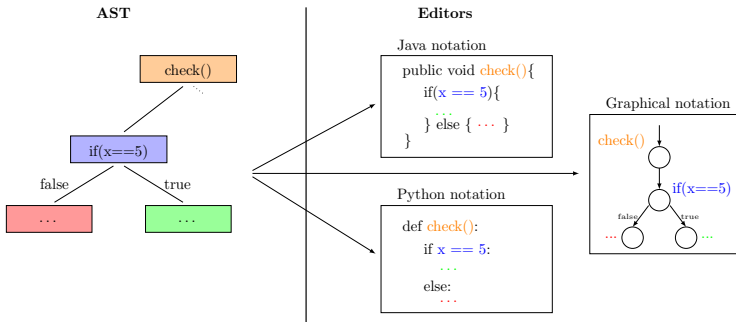 AST
check()
if(x==5)
false
true
...
...
Editors
Java notation
public void check(){
if(x == 5){
...
} else { ... }
}
Python notation
def check():
if x == 5:
...
else:
...
Graphical notation
check()
if(x==5)
false
true
...
...